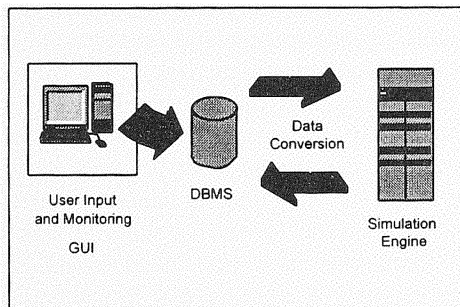 User Input
and Monitoring
GUI
DBMS
Data
Conversion
Simulation
Engine